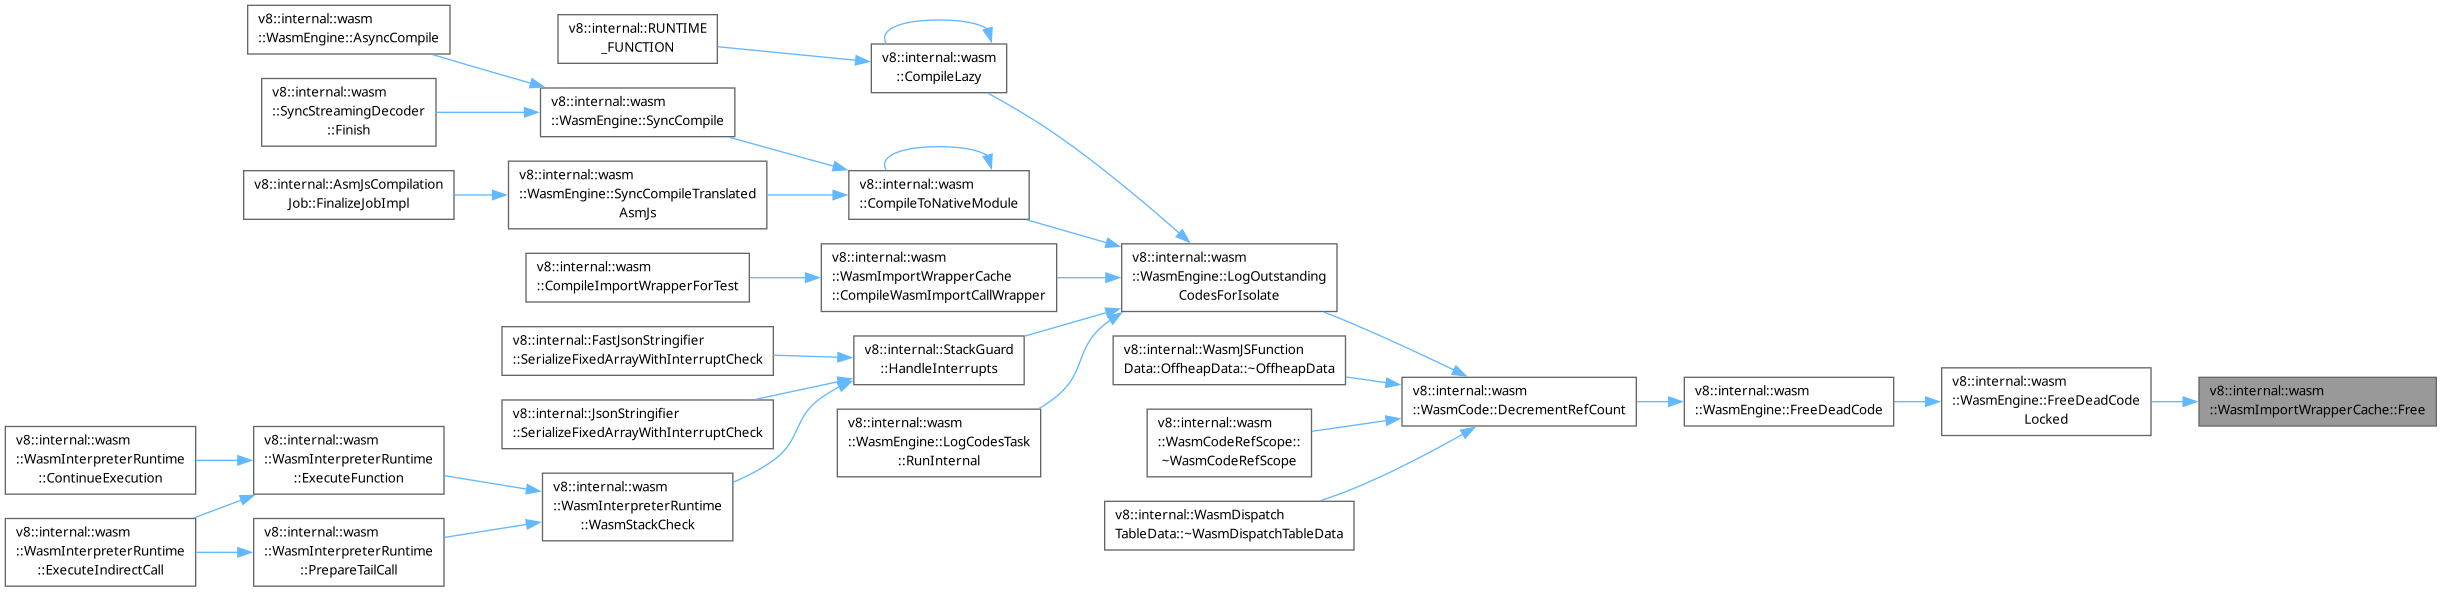 v8::internal::wasm
::WasmEngine::AsyncCompile
v8::internal::wasm
::SyncStreamingDecoder
::Finish
v8::internal::AsmJsCompilation
Job::FinalizeJobImpl
v8::internal::wasm
::WasmInterpreterRuntime
::ContinueExecution
v8::internal::wasm
::WasmInterpreterRuntime
::ExecuteIndirectCall
v8::internal::wasm
::WasmInterpreterRuntime
::ExecuteFunction
v8::internal::wasm
::WasmInterpreterRuntime
::PrepareTailCall
v8::internal::RUNTIME
_FUNCTION
v8::internal::wasm
::WasmEngine::SyncCompile
v8::internal::wasm
::WasmEngine::SyncCompileTranslated
AsmJs
v8::internal::wasm
::CompileImportWrapperForTest
v8::internal::FastJsonStringifier
::SerializeFixedArrayWithInterruptCheck
v8::internal::JsonStringifier
::SerializeFixedArrayWithInterruptCheck
v8::internal::wasm
::WasmInterpreterRuntime
::WasmStackCheck
v8::internal::wasm
::CompileLazy
v8::internal::wasm
::CompileToNativeModule
v8::internal::wasm
::WasmImportWrapperCache
::CompileWasmImportCallWrapper
v8::internal::StackGuard
::HandleInterrupts
v8::internal::wasm
::WasmEngine::LogCodesTask
::RunInternal
v8::internal::wasm
::WasmEngine::LogOutstanding
CodesForIsolate
v8::internal::WasmJSFunction
Data::OffheapData::~OffheapData
v8::internal::wasm
::WasmCodeRefScope::
~WasmCodeRefScope
v8::internal::WasmDispatch
TableData::~WasmDispatchTableData
v8::internal::wasm
::WasmCode::DecrementRefCount
v8::internal::wasm
::WasmEngine::FreeDeadCode
v8::internal::wasm
::WasmEngine::FreeDeadCode
Locked
v8::internal::wasm
::WasmImportWrapperCache::Free